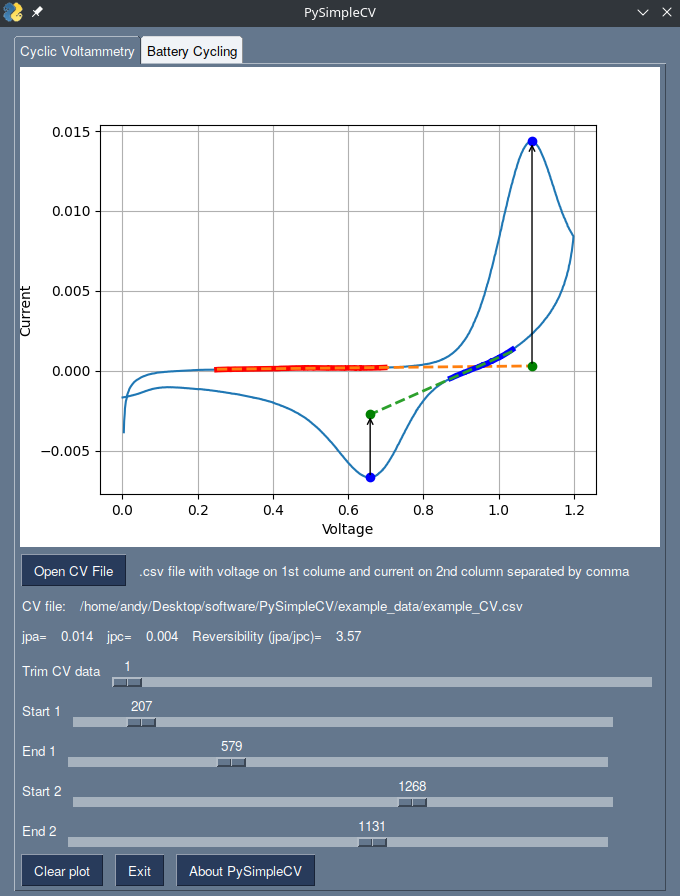 PySimpleCV
Cyclic Voltammetry Battery Cycling
0.015
0.010
0.005
0.000
−0.005
Current
0.0 0.2 0.4 0.6 0.8 1.0 1.2
Voltage
Open CV File .csv file with voltage on 1st colume and current on 2nd column separated by comma
CV file: /home/andy/Desktop/software/PySimpleCV/example_data/example_CV.csv
jpa= 0.014 jpc= 0.004 Reversibility (jpa/jpc)= 3.57
Trim CV data 1
Start 1 207
End 1 579
Start 2 1268
End 2 1131
Clear plot Exit About PySimpleCV